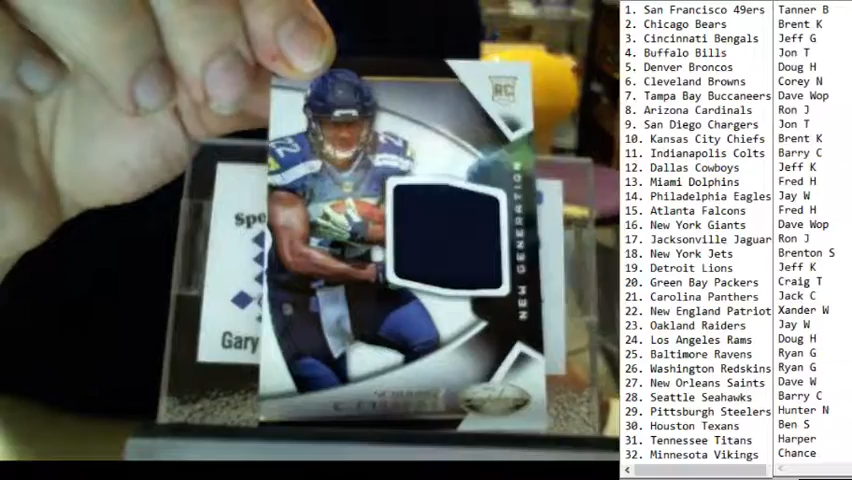 RC
22
NEW GENERATION
Spe
Gary
1. San Francisco 49ers Tanner B
2. Chicago Bears Brent K
3. Cincinnati Bengals Jeff G
4. Buffalo Bills Jon T
5. Denver Broncos Doug H
6. Cleveland Browns Corey N
7. Tampa Bay Buccaneers Dave Wop
8. Arizona Cardinals Ron J
9. San Diego Chargers Jon T
10. Kansas City Chiefs Brent K
11. Indianapolis Colts Barry C
12. Dallas Cowboys Jeff K
13. Miami Dolphins Fred H
14. Philadelphia Eagles Jay W
15. Atlanta Falcons Fred H
16. New York Giants Dave Wop
17. Jacksonville Jaguar Ron J
18. New York Jets Brenton S
19. Detroit Lions Jeff K
20. Green Bay Packers Craig T
21. Carolina Panthers Jack C
22. New England Patriot Xander W
23. Oakland Raiders Jay W
24. Los Angeles Rams Doug H
25. Baltimore Ravens Ryan G
26. Washington Redskins Ryan G
27. New Orleans Saints Dave W
28. Seattle Seahawks Barry C
29. Pittsburgh Steelers Hunter N
30. Houston Texans Ben S
31. Tennessee Titans Harper
32. Minnesota Vikings Chance